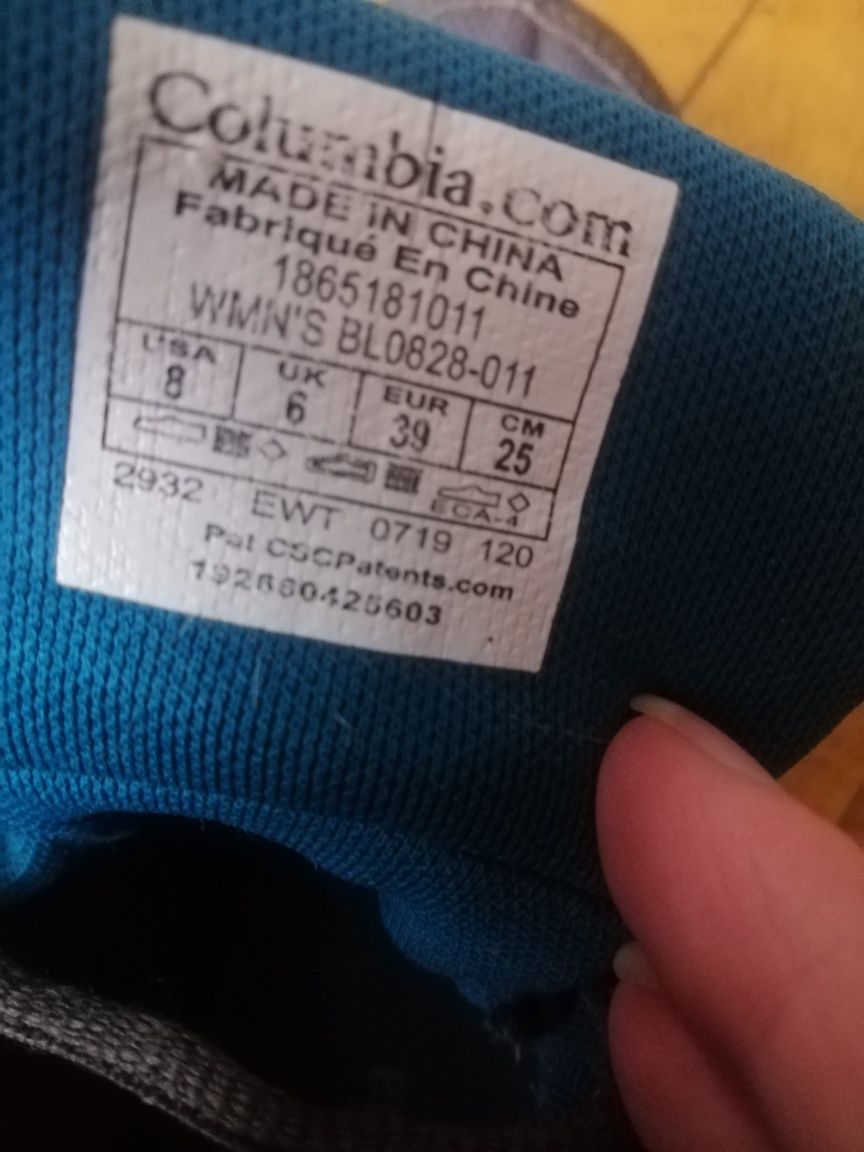 Columbia.com
MADE IN CHINA
Fabriqué En Chine
1865181011
WMN'S BL0828-011
USA UK EUR CM
8 6 39 25
ECA-4
2932 EWT 0719 120
Pat CSCPatents.com
192660425603